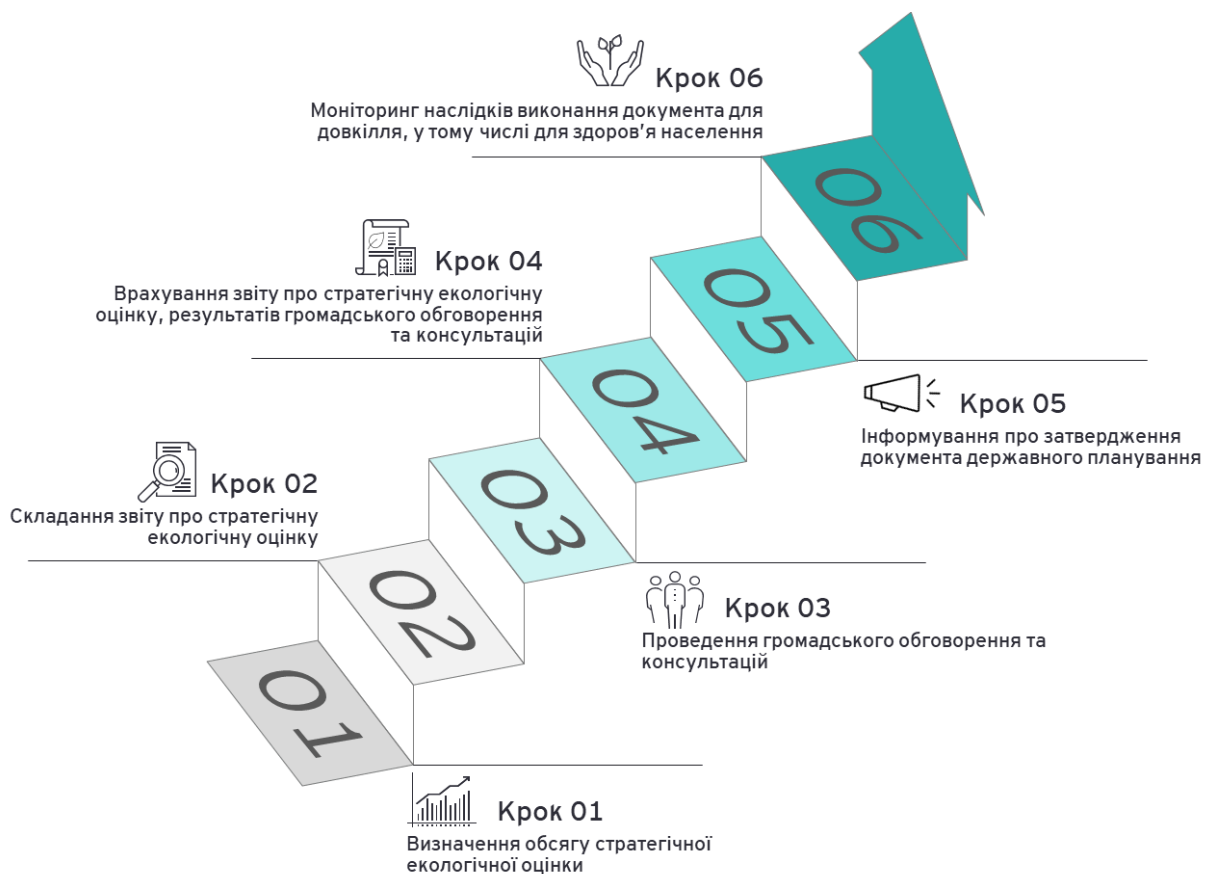 Крок 06
Моніторинг наслідків виконання документа для
довкілля, у тому числі для здоров’я населення
06
Крок 04
Врахування звіту про стратегічну екологічну
оцінку, результатів громадського обговорення
та консультацій
05
Крок 05
Інформування про затвердження
документа державного планування
04
Крок 02
Складання звіту про стратегічну
екологічну оцінку
03
Крок 03
Проведення громадського обговорення та
консультацій
02
01
Крок 01
Визначення обсягу стратегічної
екологічної оцінки